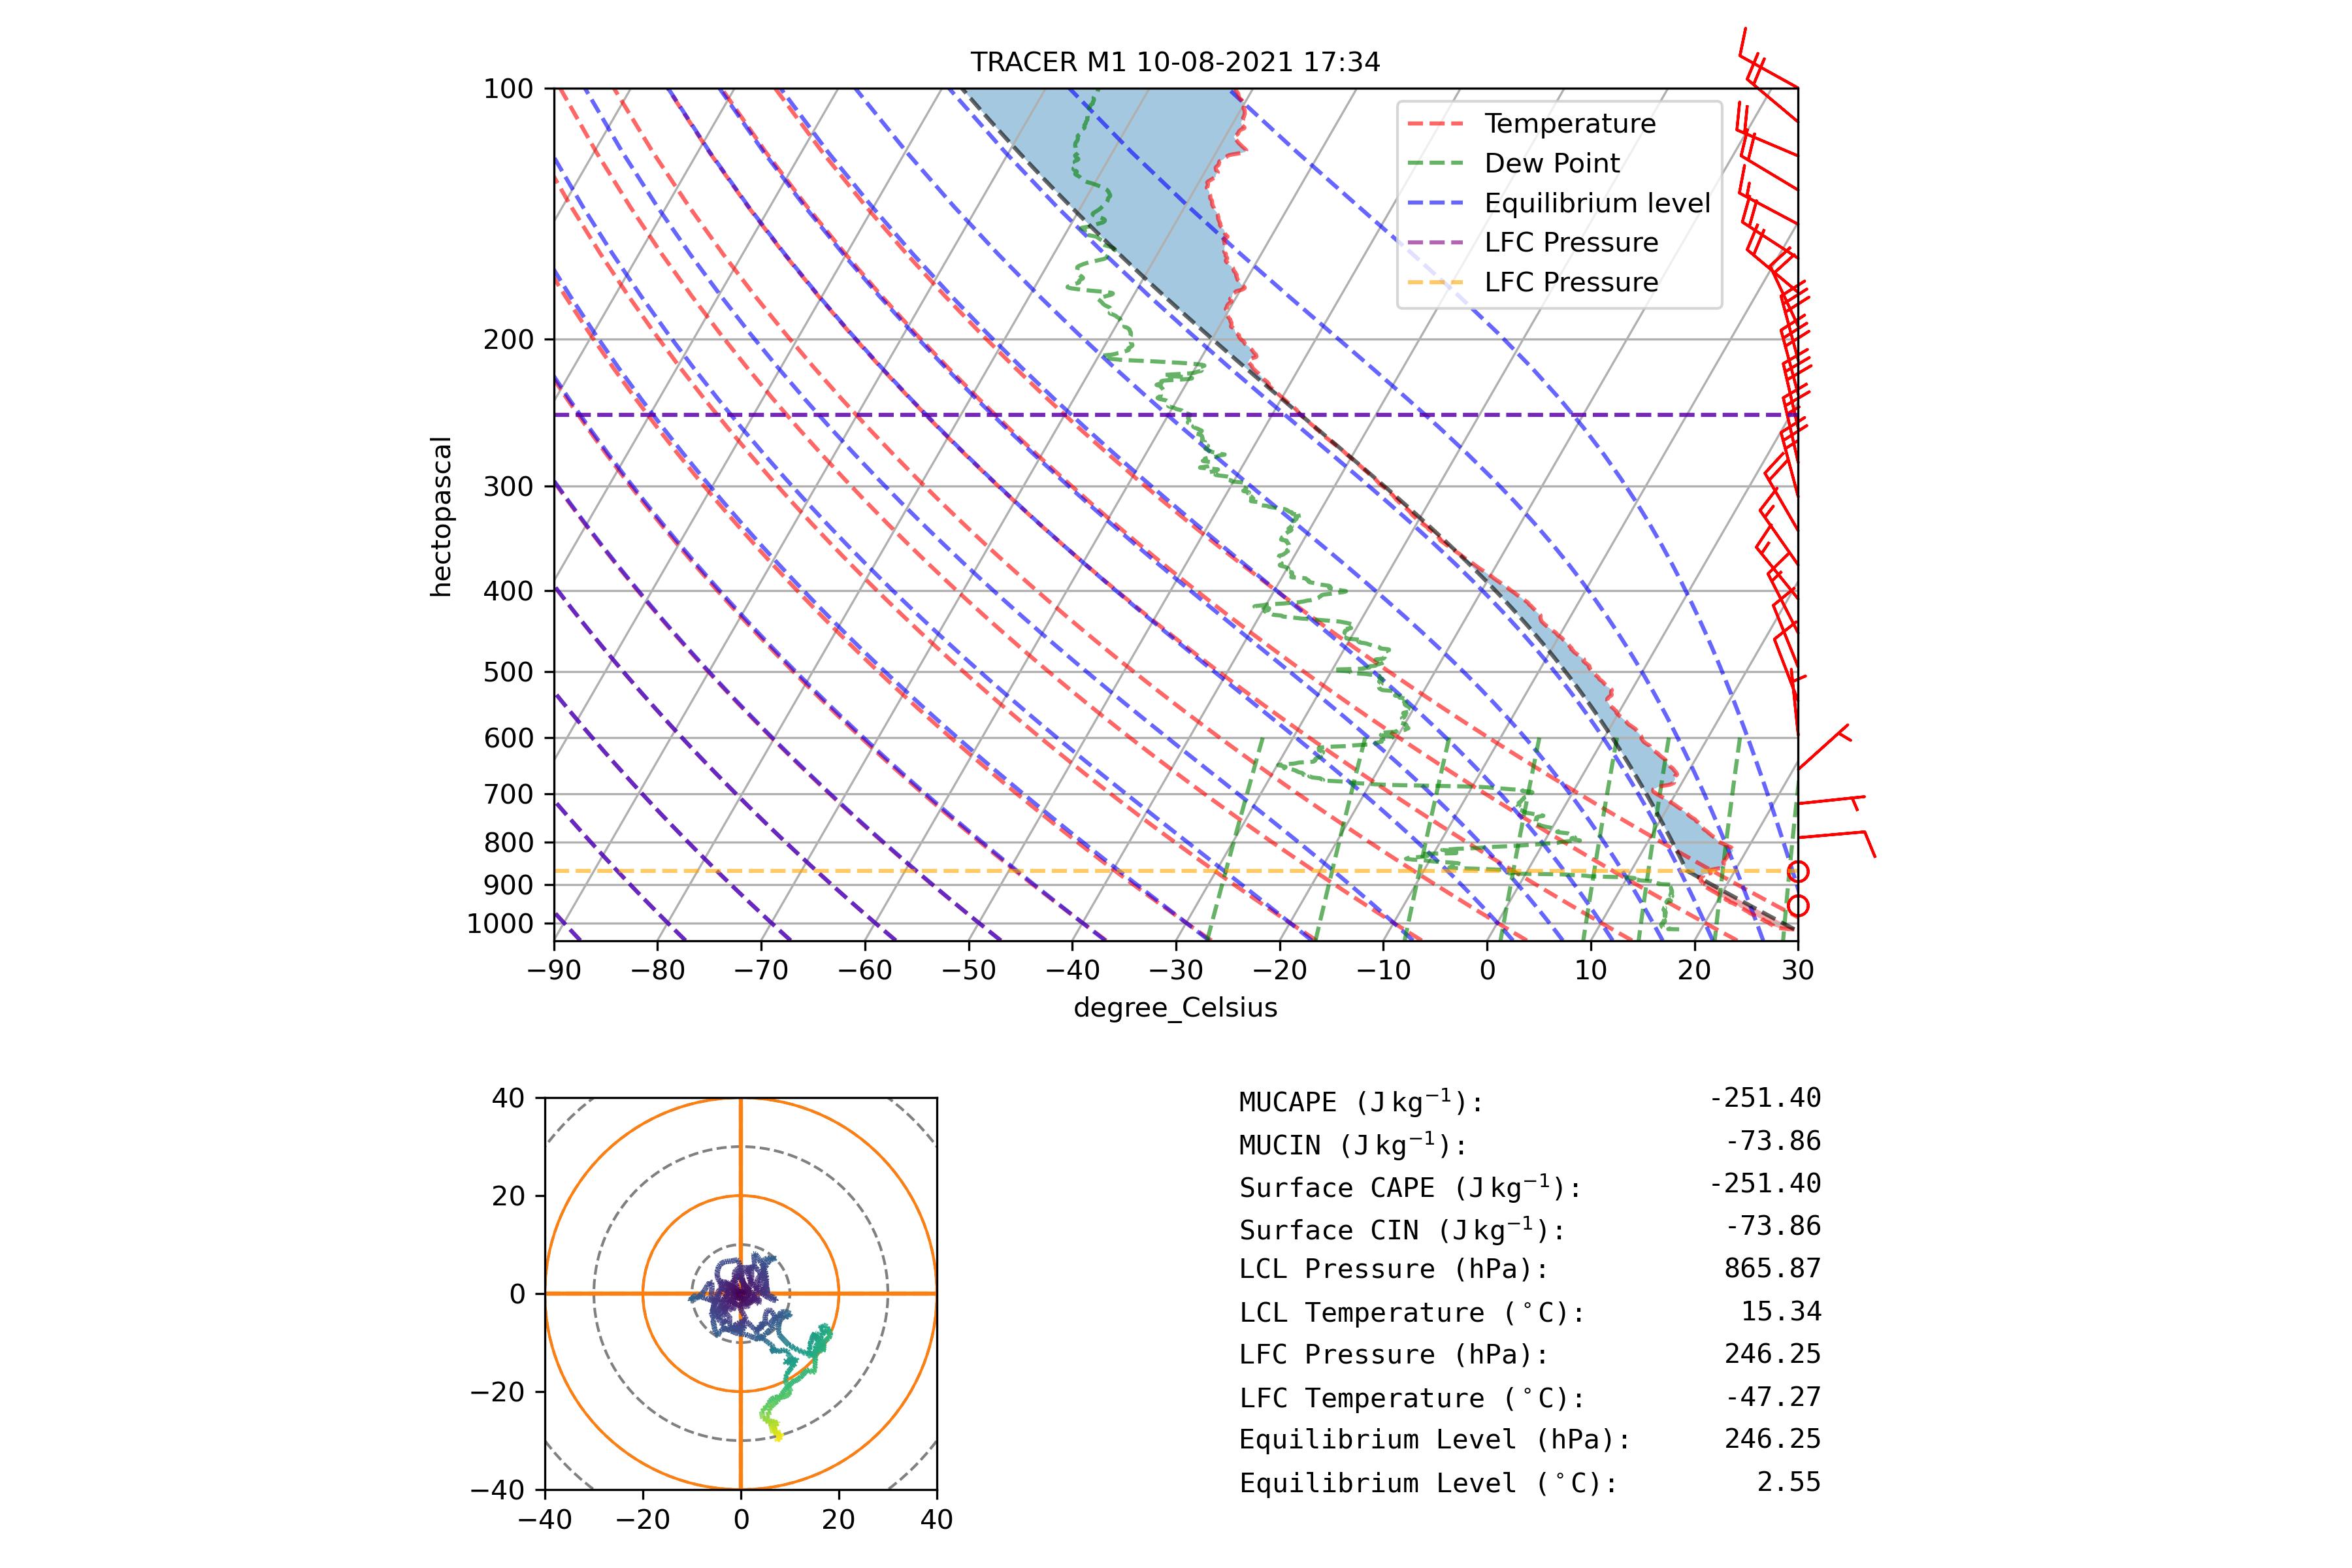 TRACER M1 10-08-2021 17:34
100
200
300
400
500
600
700
800
900
1000
hectopascal
Temperature
Dew Point
Equilibrium level
LFC Pressure
LFC Pressure
−90 −80 −70 −60 −50 −40 −30 −20 −10 0 10 20 30
degree_Celsius
40
20
0
−20
−40
−40 −20 0 20 40
MUCAPE (J kg⁻¹): -251.40
MUCIN (J kg⁻¹): -73.86
Surface CAPE (J kg⁻¹): -251.40
Surface CIN (J kg⁻¹): -73.86
LCL Pressure (hPa): 865.87
LCL Temperature (°C): 15.34
LFC Pressure (hPa): 246.25
LFC Temperature (°C): -47.27
Equilibrium Level (hPa): 246.25
Equilibrium Level (°C): 2.55